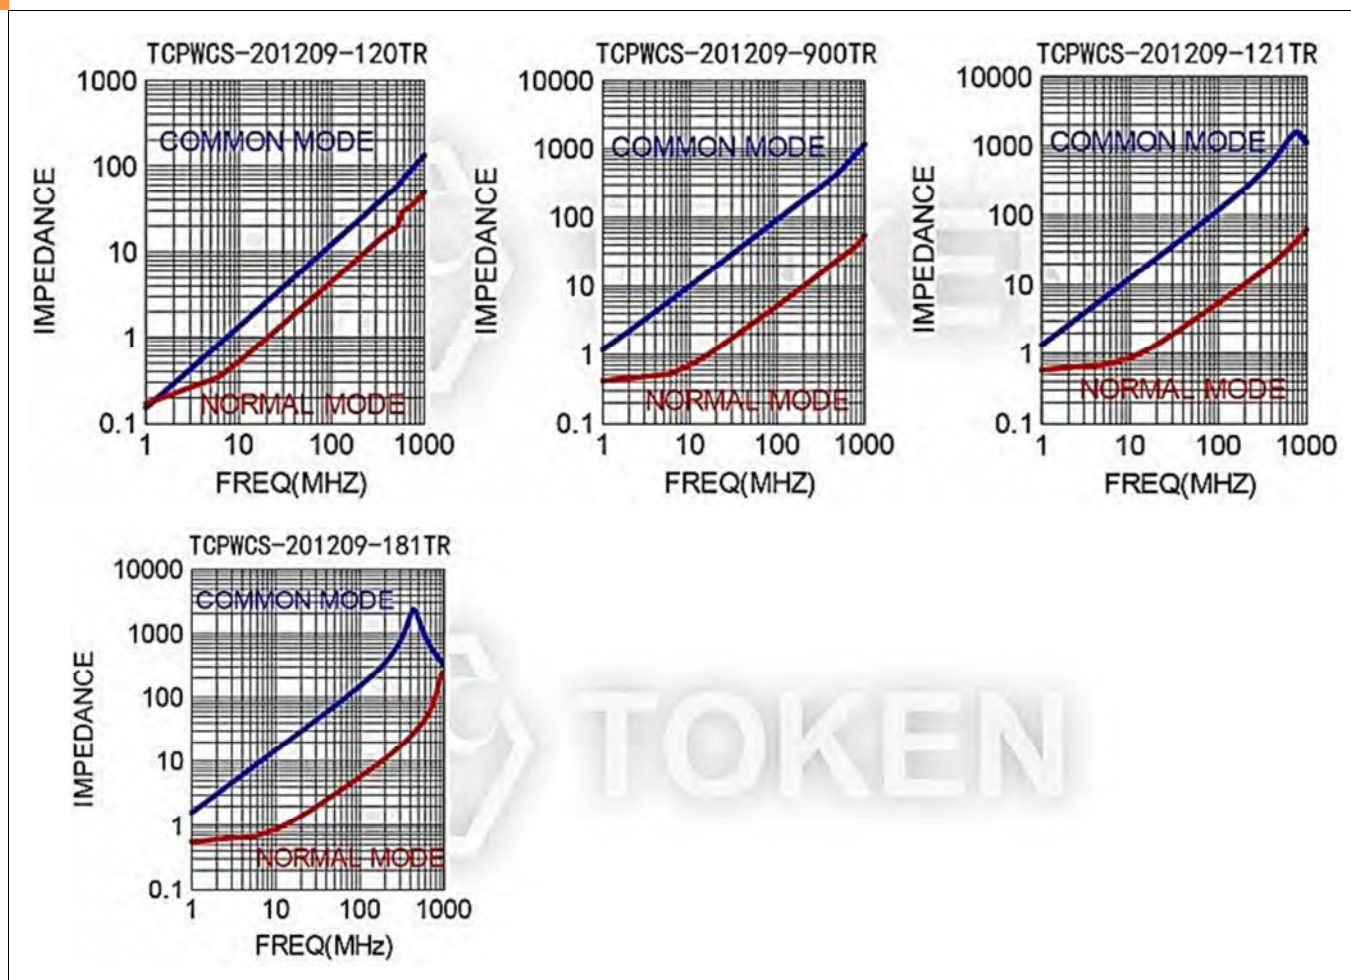 TCPWCS-201209-120TR
1000
COMMON MODE
100
10
1
NORMAL MODE
0.1
1 10 100 1000
IMPEDANCE
FREQ(MHZ)
TCPWCS-201209-900TR
10000
1000
COMMON MODE
100
10
1
NORMAL MODE
0.1
1 10 100 1000
IMPEDANCE
FREQ(MHZ)
TCPWCS-201209-121TR
10000
1000
COMMON MODE
100
10
1
NORMAL MODE
0.1
1 10 100 1000
IMPEDANCE
FREQ(MHZ)
TCPWCS-201209-181TR
10000
COMMON MODE
1000
100
10
1
NORMAL MODE
0.1
1 10 100 1000
IMPEDANCE
FREQ(MHz)
TOKEN